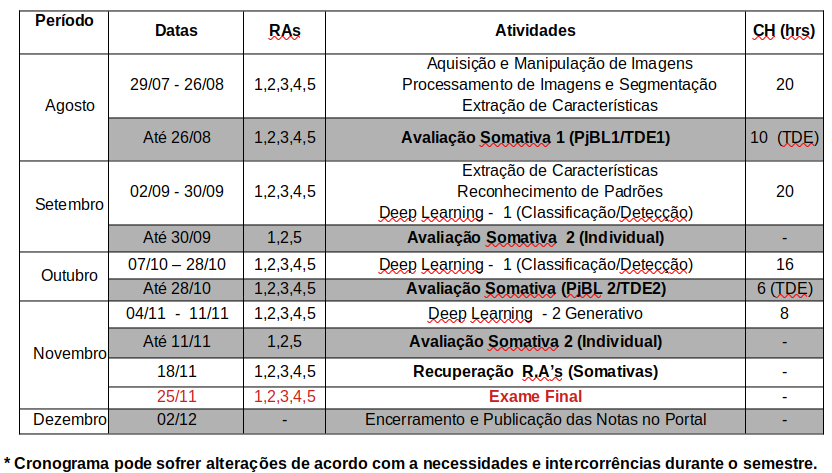 Período Datas RAs Atividades CH (hrs)
Agosto 29/07 - 26/08 1,2,3,4,5 Aquisição e Manipulação de Imagens 20
Processamento de Imagens e Segmentação
Extração de Características
Até 26/08 1,2,3,4,5 Avaliação Somativa 1 (PjBL1/TDE1) 10 (TDE)
Setembro 02/09 - 30/09 1,2,3,4,5 Extração de Características 20
Reconhecimento de Padrões
Deep Learning - 1 (Classificação/Detecção)
Até 30/09 1,2,5 Avaliação Somativa 2 (Individual) -
Outubro 07/10 – 28/10 1,2,3,4,5 Deep Learning - 1 (Classificação/Detecção) 16
Até 28/10 1,2,3,4,5 Avaliação Somativa (PjBL 2/TDE2) 6 (TDE)
Novembro 04/11 - 11/11 1,2,3,4,5 Deep Learning - 2 Generativo 8
Até 11/11 1,2,5 Avaliação Somativa 2 (Individual) -
18/11 1,2,3,4,5 Recuperação R,A’s (Somativas) -
25/11 1,2,3,4,5 Exame Final -
Dezembro 02/12 - Encerramento e Publicação das Notas no Portal -
* Cronograma pode sofrer alterações de acordo com a necessidades e intercorrências durante o semestre.